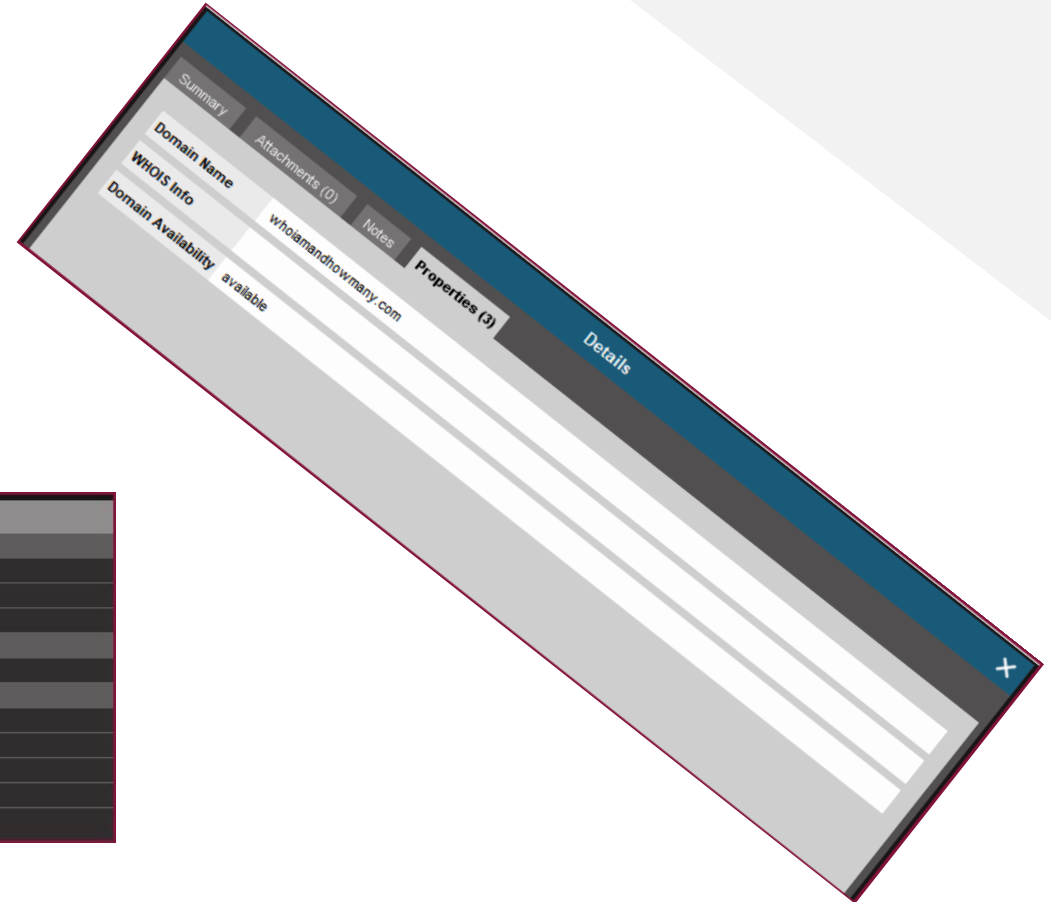 Details
Summary
Attachments (0)
Notes
Properties (3)
Domain Name whoiamandhowmany.com
WHOIS Info
Domain Availability available